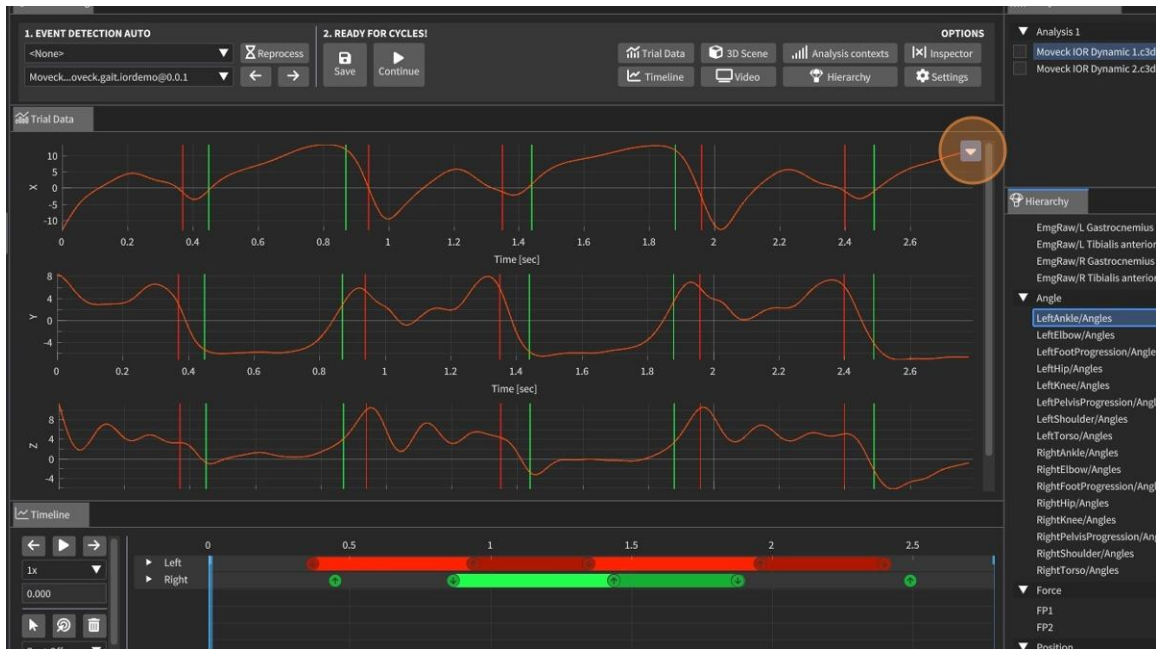 1. EVENT DETECTION AUTO
<None>
Reprocess
Moveck...oveck.gait.iordemo@0.0.1
2. READY FOR CYCLES!
Save
Continue
OPTIONS
Trial Data
3D Scene
Analysis contexts
Inspector
Timeline
Video
Hierarchy
Settings
Trial Data
X
10
5
0
-5
-10
0 0.2 0.4 0.6 0.8 1 1.2 1.4 1.6 1.8 2 2.2 2.4 2.6
Time [sec]
Y
8
4
0
-4
0 0.2 0.4 0.6 0.8 1 1.2 1.4 1.6 1.8 2 2.2 2.4 2.6
Time [sec]
Z
8
4
0
-4
Timeline
1x
0.000
0 0.5 1 1.5 2 2.5
Left
Right
Analysis 1
Moveck IOR Dynamic 1.c3d
Moveck IOR Dynamic 2.c3d
Hierarchy
EmgRaw/L Gastrocnemius
EmgRaw/L Tibialis anterior
EmgRaw/R Gastrocnemius
EmgRaw/R Tibialis anterior
Angle
LeftAnkle/Angles
LeftElbow/Angles
LeftFootProgression/Angle
LeftHip/Angles
LeftKnee/Angles
LeftPelvisProgression/Angl
LeftShoulder/Angles
LeftTorso/Angles
RightAnkle/Angles
RightElbow/Angles
RightFootProgression/Angl
RightHip/Angles
RightKnee/Angles
RightPelvisProgression/An
RightShoulder/Angles
RightTorso/Angles
Force
FP1
FP2
Position